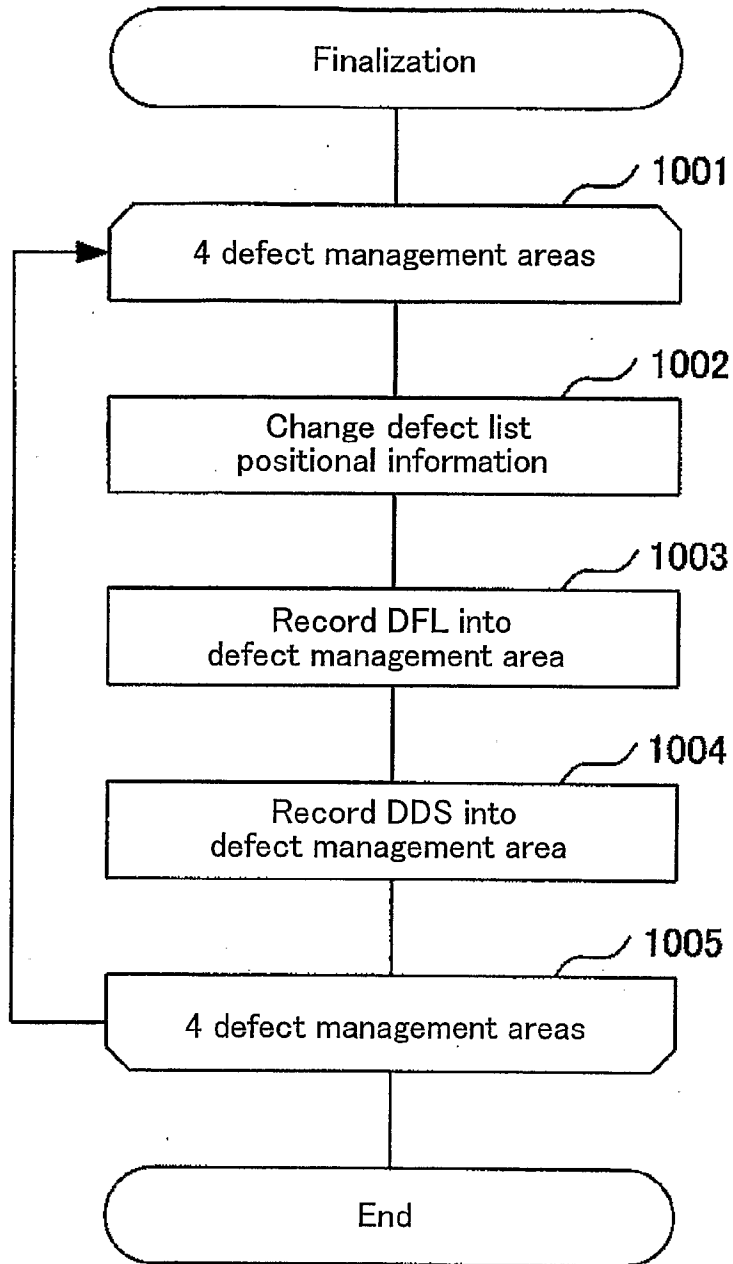 Finalization
1001
4 defect management areas
1002
Change defect list
positional information
1003
Record DFL into
defect management area
1004
Record DDS into
defect management area
1005
4 defect management areas
End